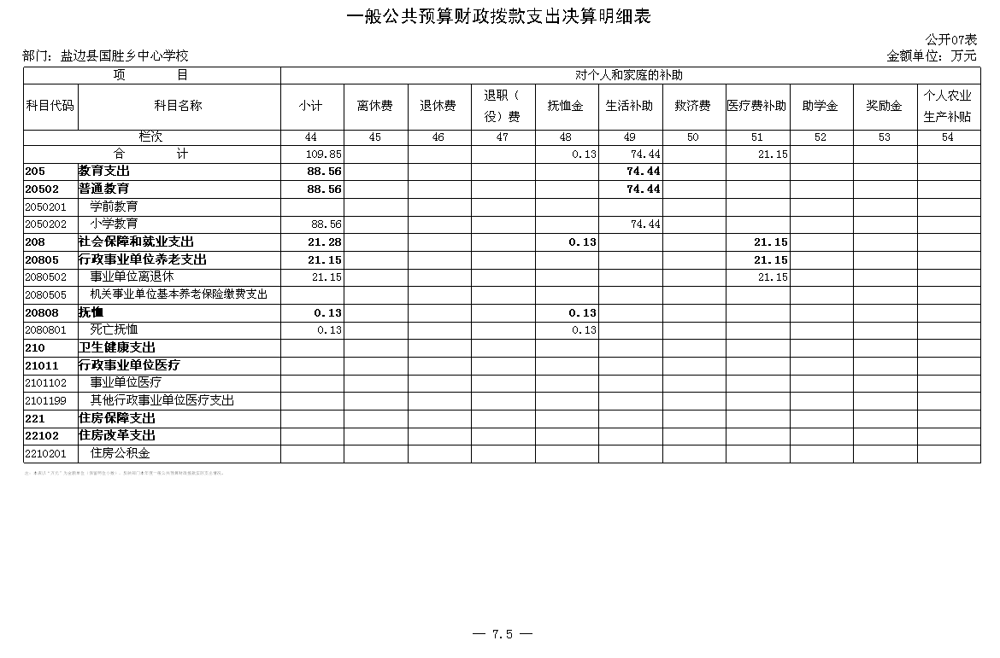 一般公共预算财政拨款支出决算明细表
公开07表
部门：盐边县国胜乡中心学校 金额单位：万元
项 目 对个人和家庭的补助
科目代码 科目名称 小计 离休费 退休费 退职（役）费 抚恤金 生活补助 救济费 医疗费补助 助学金 奖励金 个人农业生产补贴
栏次 44 45 46 47 48 49 50 51 52 53 54
合 计 109.85 0.13 74.44 21.15
205 教育支出 88.56 74.44
20502 普通教育 88.56 74.44
2050201 学前教育
2050202 小学教育 88.56 74.44
208 社会保障和就业支出 21.28 0.13 21.15
20805 行政事业单位养老支出 21.15 21.15
2080502 事业单位离退休 21.15 21.15
2080505 机关事业单位基本养老保险缴费支出
20808 抚恤 0.13 0.13
2080801 死亡抚恤 0.13 0.13
210 卫生健康支出
21011 行政事业单位医疗
2101102 事业单位医疗
2101199 其他行政事业单位医疗支出
221 住房保障支出
22102 住房改革支出
2210201 住房公积金
— 7.5 —